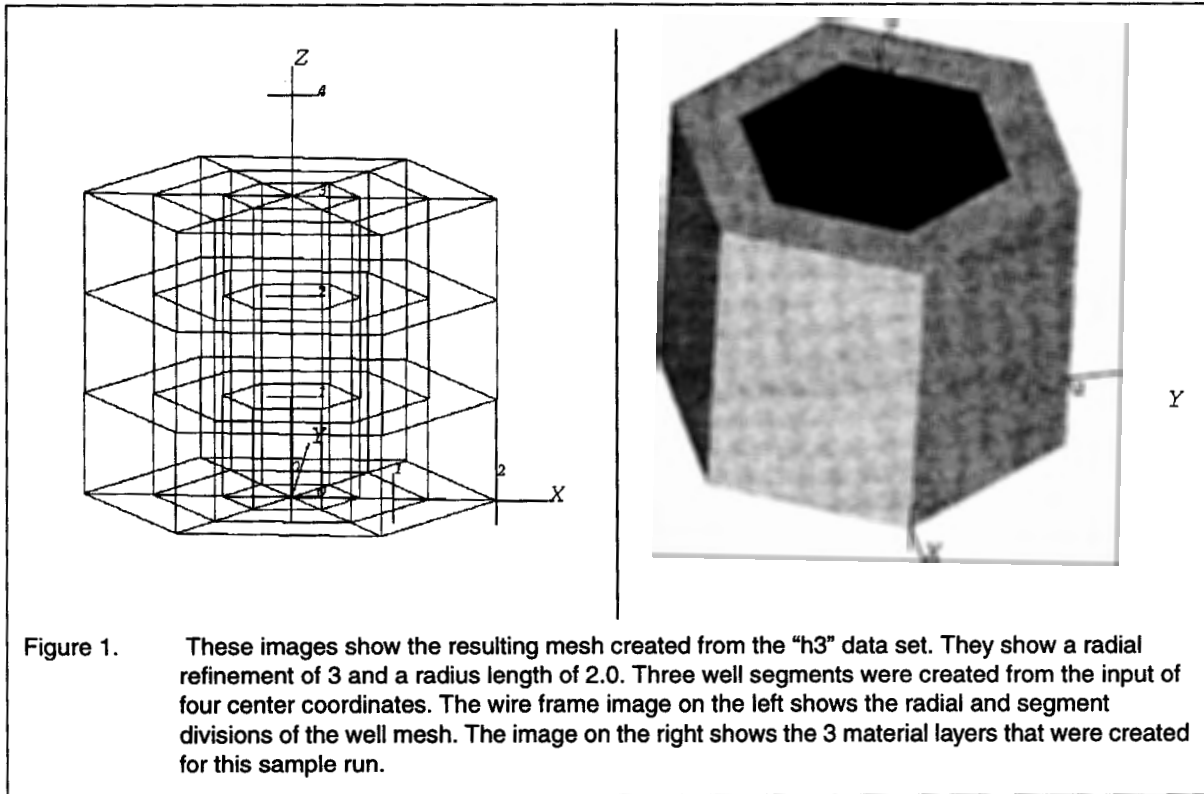 Z
4
3
2
1
Y
0
0
1
2
X
Y
2
X
Figure 1. These images show the resulting mesh created from the “h3” data set. They show a radial
refinement of 3 and a radius length of 2.0. Three well segments were created from the input of
four center coordinates. The wire frame image on the left shows the radial and segment
divisions of the well mesh. The image on the right shows the 3 material layers that were created
for this sample run.